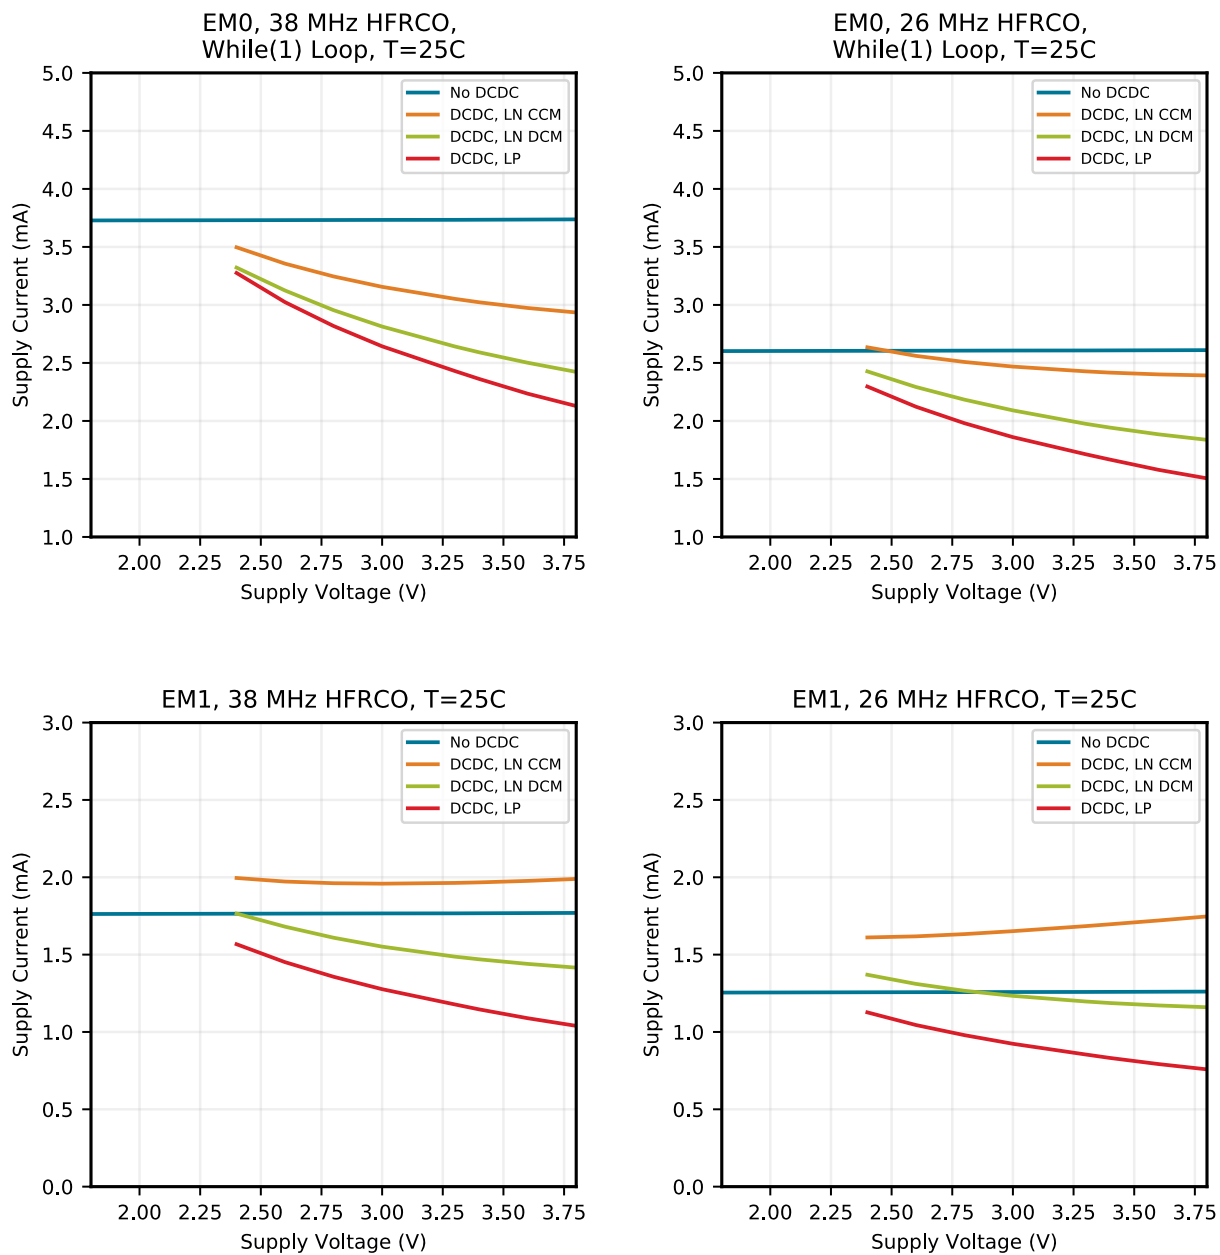 EM0, 38 MHz HFRCO,
While(1) Loop, T=25C
5.0
4.5
4.0
3.5
3.0
2.5
2.0
1.5
1.0
Supply Current (mA)
No DCDC
DCDC, LN CCM
DCDC, LN DCM
DCDC, LP
2.00 2.25 2.50 2.75 3.00 3.25 3.50 3.75
Supply Voltage (V)
EM0, 26 MHz HFRCO,
While(1) Loop, T=25C
5.0
4.5
4.0
3.5
3.0
2.5
2.0
1.5
1.0
Supply Current (mA)
No DCDC
DCDC, LN CCM
DCDC, LN DCM
DCDC, LP
2.00 2.25 2.50 2.75 3.00 3.25 3.50 3.75
Supply Voltage (V)
EM1, 38 MHz HFRCO, T=25C
3.0
2.5
2.0
1.5
1.0
0.5
0.0
Supply Current (mA)
No DCDC
DCDC, LN CCM
DCDC, LN DCM
DCDC, LP
2.00 2.25 2.50 2.75 3.00 3.25 3.50 3.75
Supply Voltage (V)
EM1, 26 MHz HFRCO, T=25C
3.0
2.5
2.0
1.5
1.0
0.5
0.0
Supply Current (mA)
No DCDC
DCDC, LN CCM
DCDC, LN DCM
DCDC, LP
2.00 2.25 2.50 2.75 3.00 3.25 3.50 3.75
Supply Voltage (V)